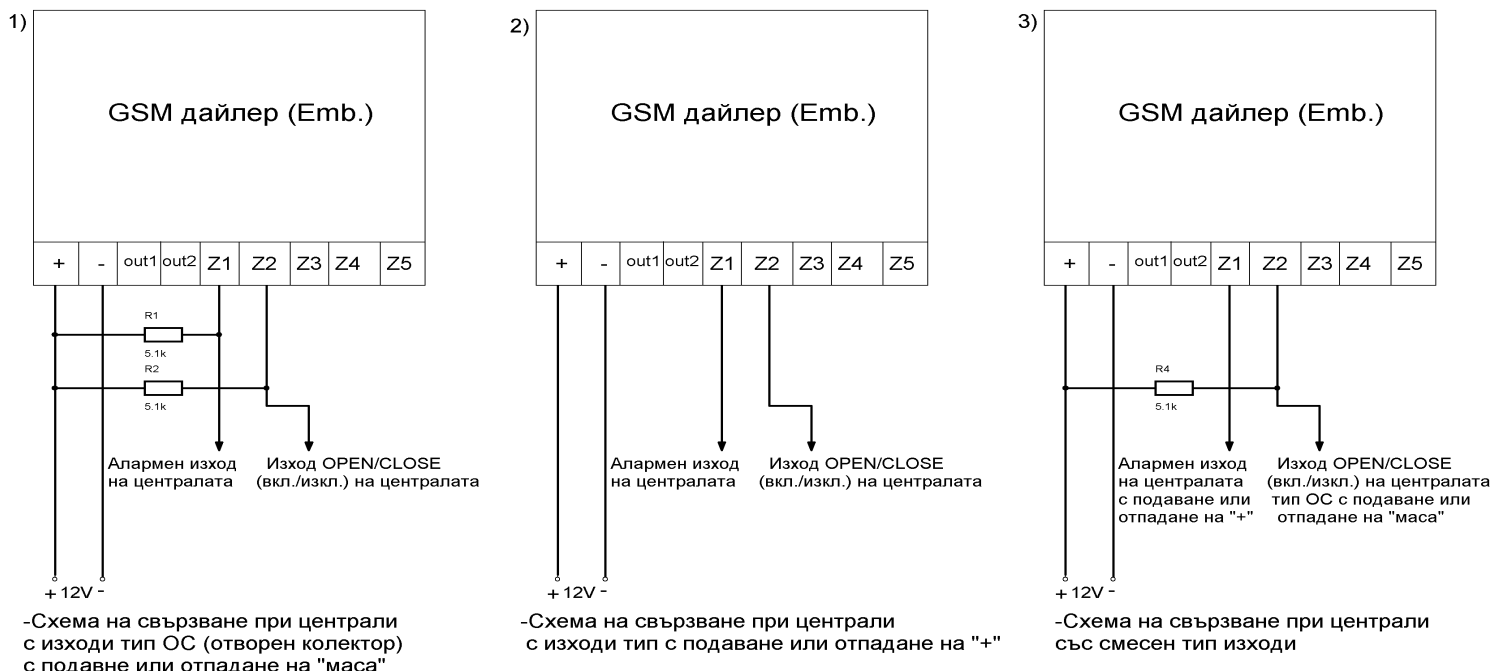 1)
GSM дайлер (Emb.)
+ - out1 out2 Z1 Z2 Z3 Z4 Z5
R1
5.1k
R2
5.1k
Алармен изход
на централата
Изход OPEN/CLOSE
(вкл./изкл.) на централата
+ 12V -
-Схема на свързване при централи
с изходи тип ОС (отворен колектор)
с подавне или отпадане на "маса"
2)
GSM дайлер (Emb.)
+ - out1 out2 Z1 Z2 Z3 Z4 Z5
Алармен изход
на централата
Изход OPEN/CLOSE
(вкл./изкл.) на централата
+ 12V -
-Схема на свързване при централи
с изходи тип с подаване или отпадане на "+"
3)
GSM дайлер (Emb.)
+ - out1 out2 Z1 Z2 Z3 Z4 Z5
R4
5.1k
Алармен изход
на централата
с подаване или
отпадане на "+"
Изход OPEN/CLOSE
(вкл./изкл.) на централата
тип ОС с подаване или
отпадане на "маса"
+ 12V -
-Схема на свързване при централи
със смесен тип изходи